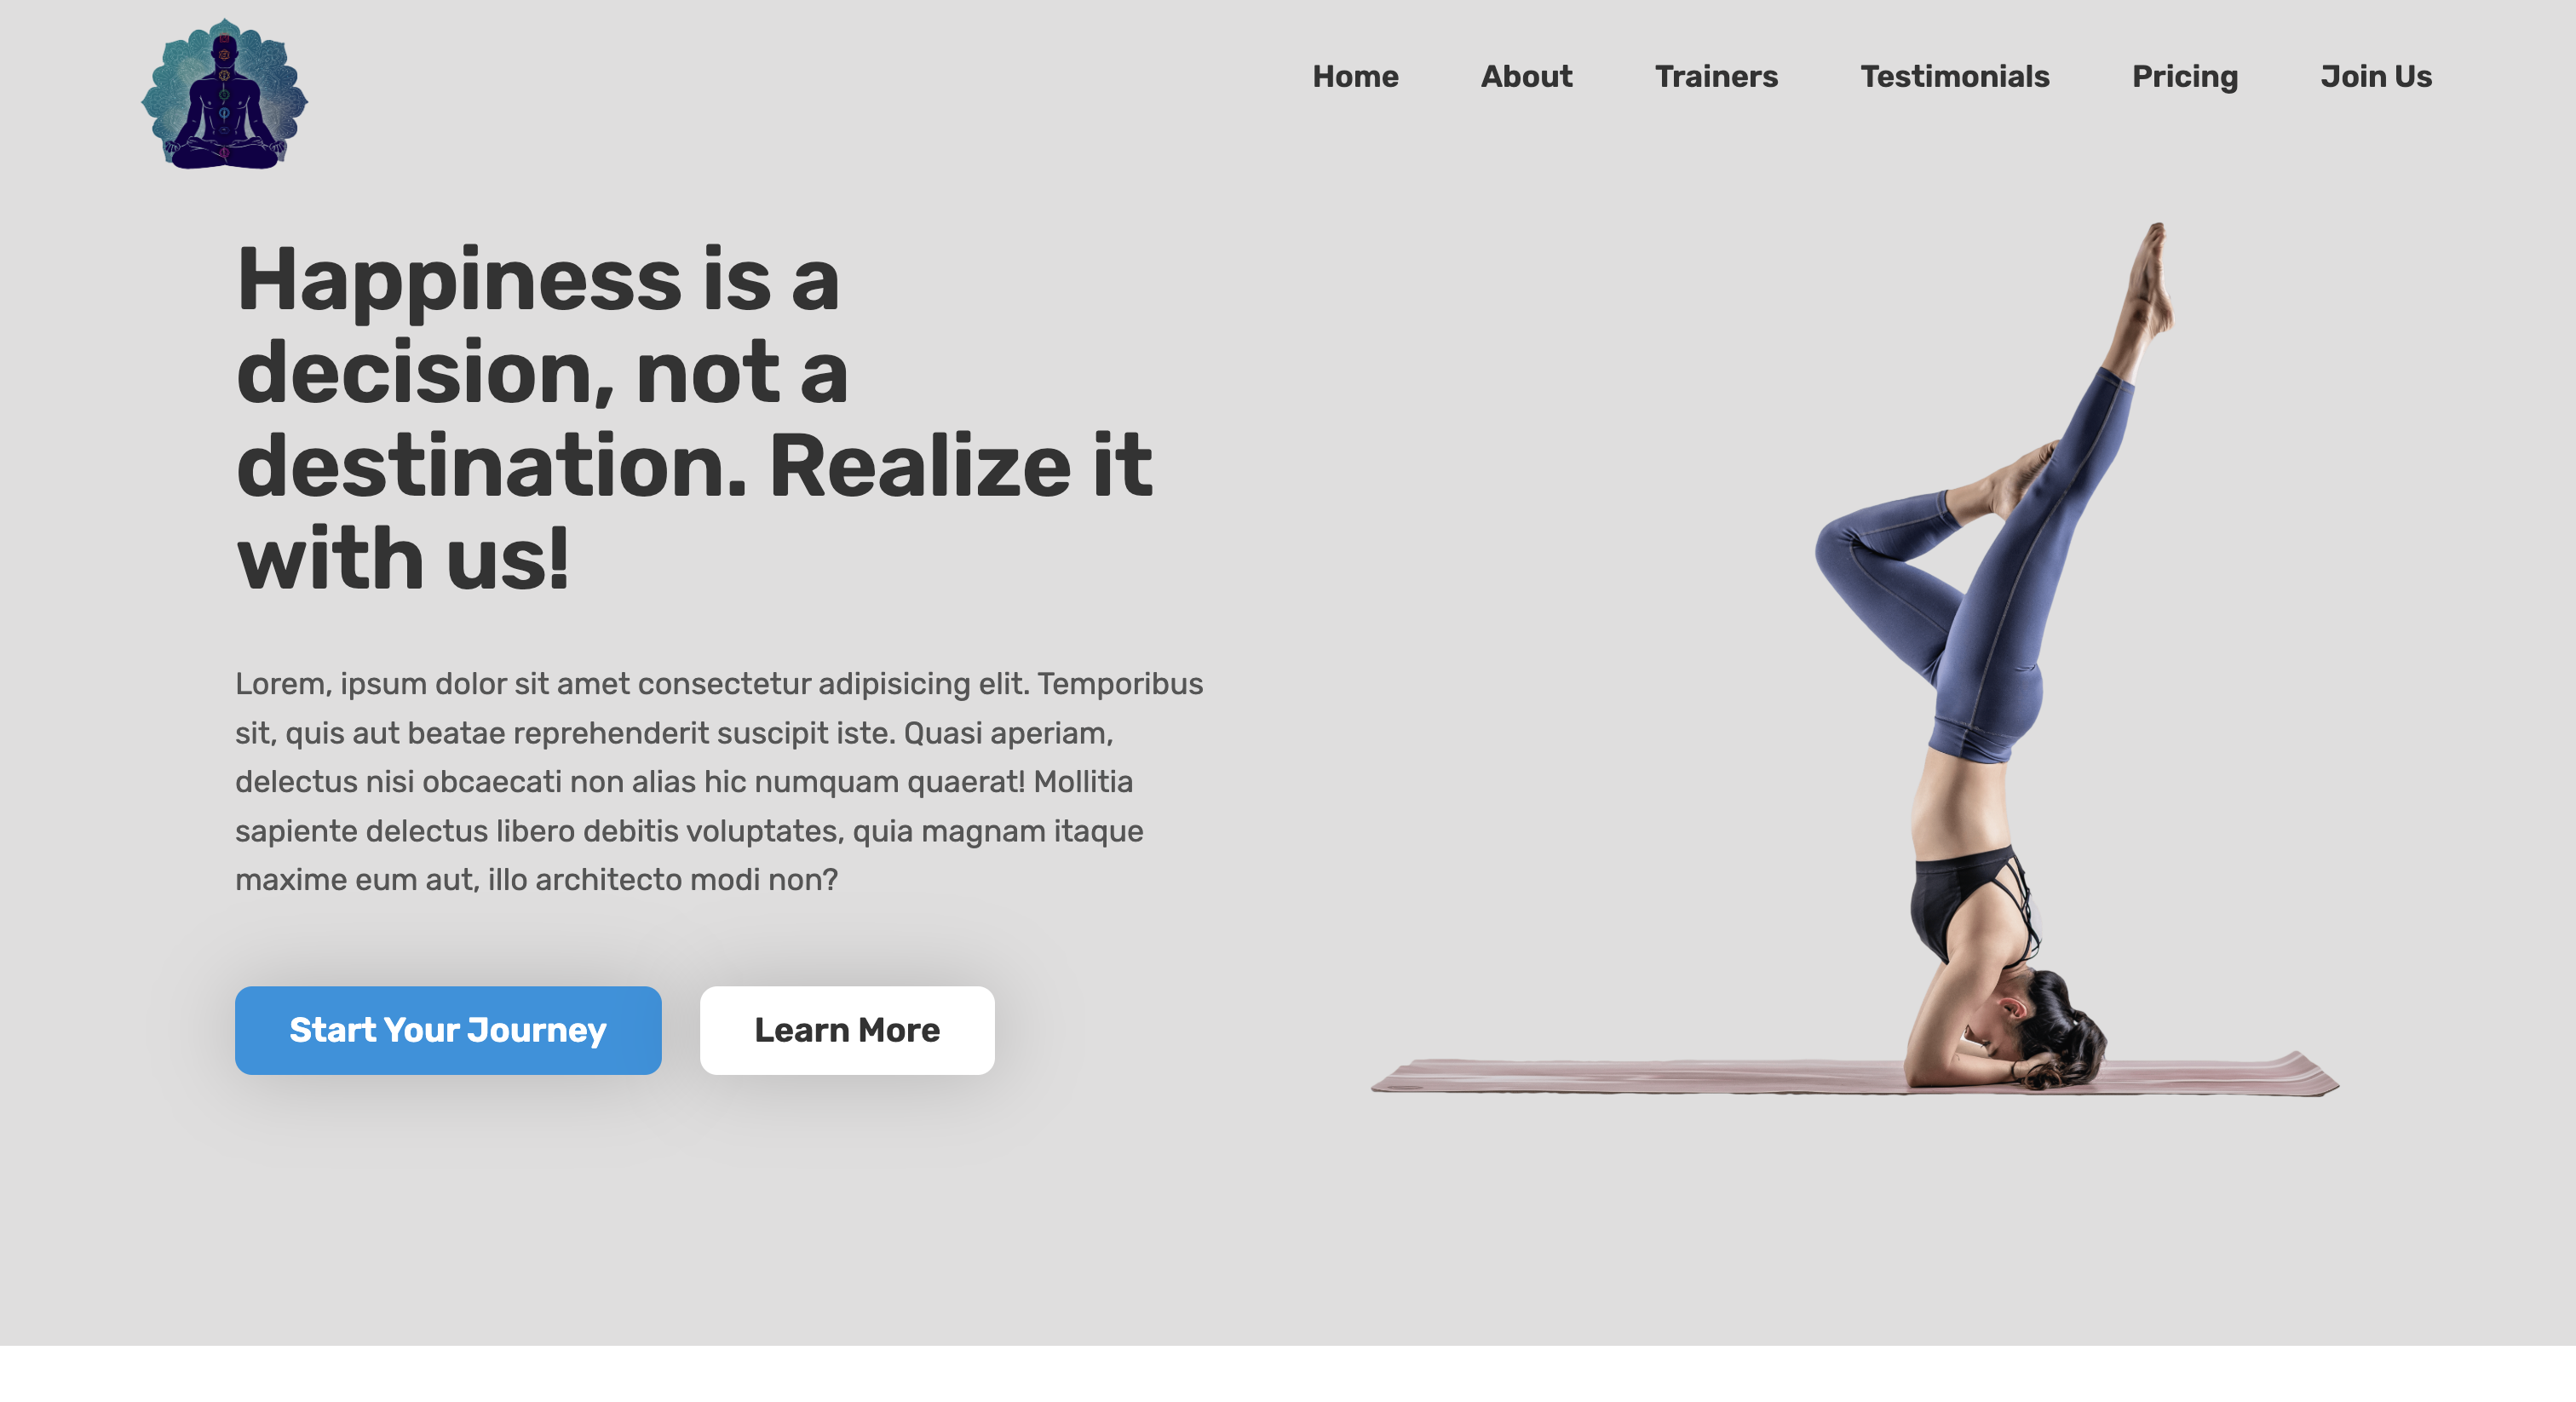 Home About Trainers Testimonials Pricing Join Us
Happiness is a
decision, not a
destination. Realize it
with us!
Lorem, ipsum dolor sit amet consectetur adipisicing elit. Temporibus
sit, quis aut beatae reprehenderit suscipit iste. Quasi aperiam,
delectus nisi obcaecati non alias hic numquam quaerat! Mollitia
sapiente delectus libero debitis voluptates, quia magnam itaque
maxime eum aut, illo architecto modi non?
Start Your Journey Learn More